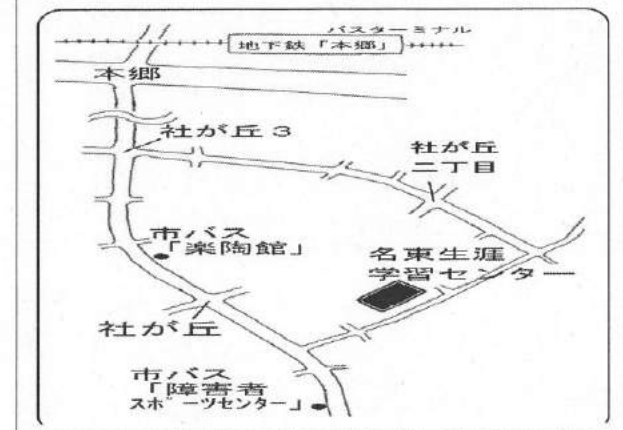 バスターミナル
地下鉄「本郷」
本郷
社が丘3
社が丘
二丁目
市バス
「楽陶館」
名東生涯
学習センター
社が丘
市バス
「障害者
スポーツセンター」